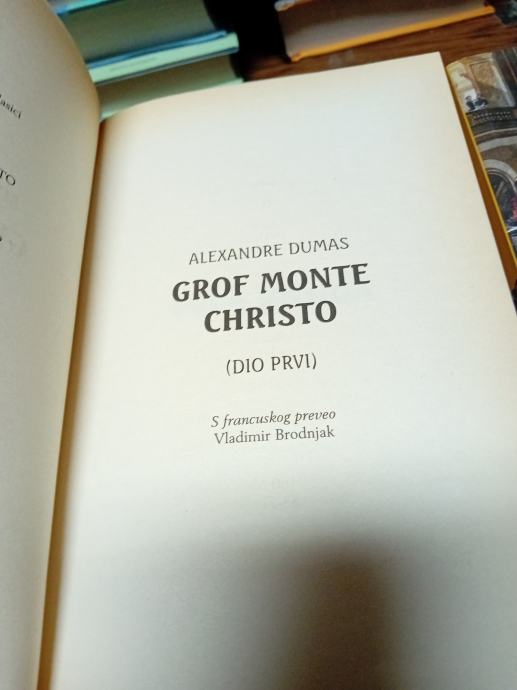 ALEXANDRE DUMAS
GROF MONTE
CHRISTO
(DIO PRVI)
S francuskog preveo
Vladimir Brodnjak